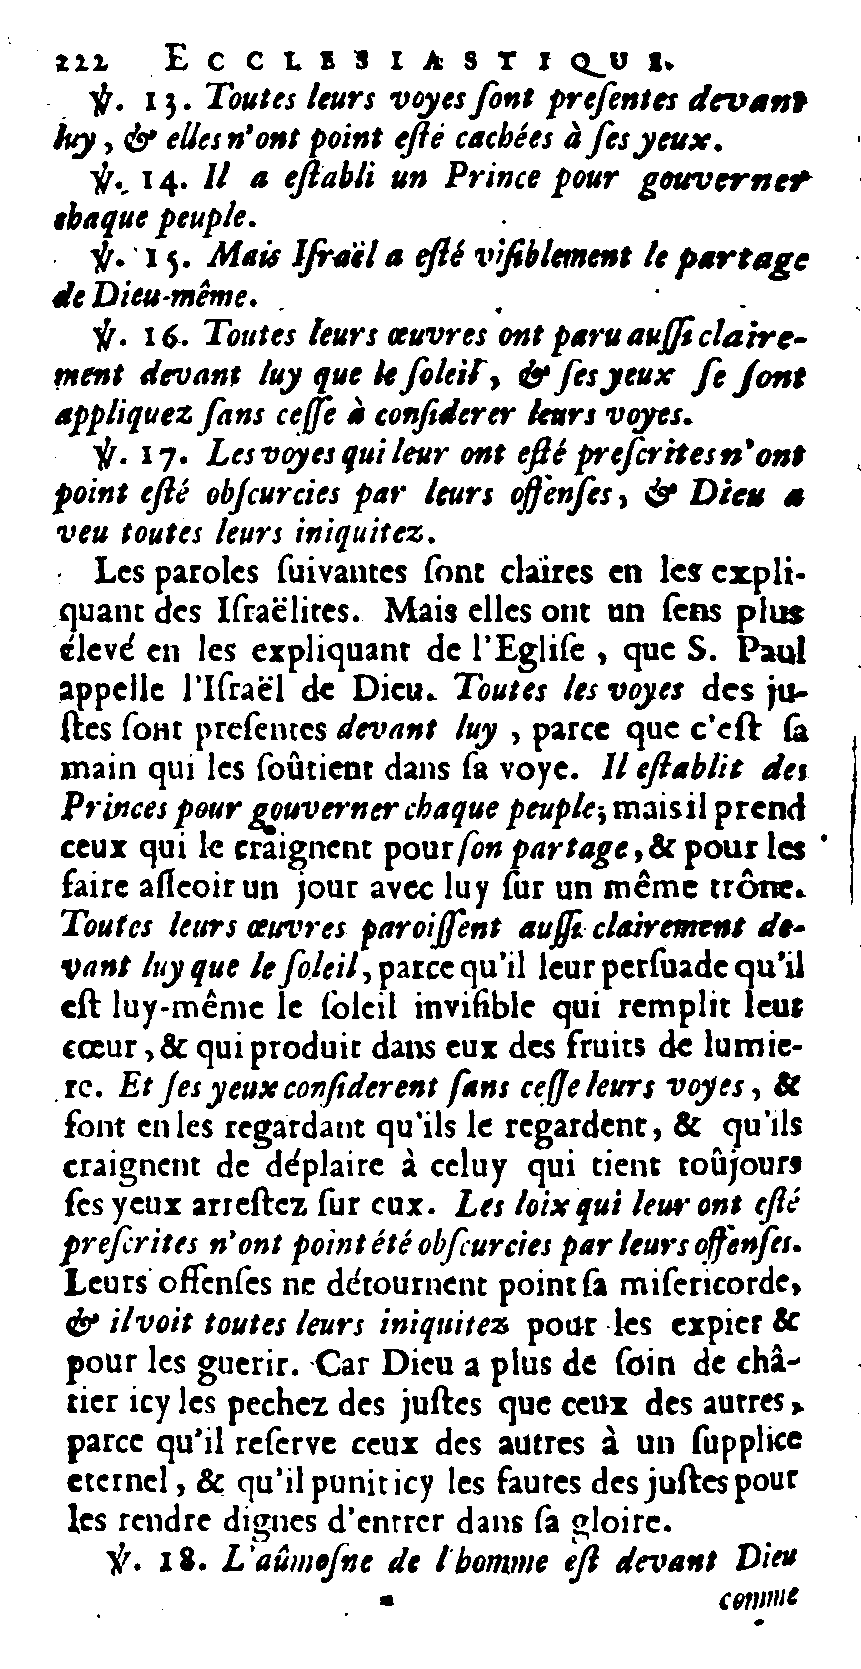 222 ECCLESIASTIQUE.
℣. 13. Toutes leurs voyes ſont preſentes devant
luy, & elles n'ont point eſté cachées à ſes yeux.
℣. 14. Il a eſtabli un Prince pour gouverner
chaque peuple.
℣. 15. Mais Iſraël a eſté viſiblement le partage
de Dieu-même.
℣. 16. Toutes leurs œuvres ont paru auſſi claire-
ment devant luy que le ſoleil, & ſes yeux ſe ſont
appliquez ſans ceſſe à conſiderer leurs voyes.
℣. 17. Les voyes qui leur ont eſté preſcrites n'ont
point eſté obſcurcies par leurs offenſes, & Dieu a
veu toutes leurs iniquitez.
Les paroles ſuivantes ſont claires en les expli-
quant des Iſraëlites. Mais elles ont un ſens plus
élevé en les expliquant de l'Egliſe, que S. Paul
appelle l'Iſraël de Dieu. Toutes les voyes des ju-
ſtes ſont preſentes devant luy, parce que c'eſt ſa
main qui les ſoûtient dans ſa voye. Il eſtablit des
Princes pour gouverner chaque peuple; mais il prend
ceux qui le craignent pour ſon partage, & pour les
faire aſſeoir un jour avec luy ſur un même trône.
Toutes leurs œuvres paroiſſent auſſi clairement de-
vant luy que le ſoleil, parce qu'il leur perſuade qu'il
eſt luy-même le ſoleil inviſible qui remplit leur
cœur, & qui produit dans eux des fruits de lumie-
re. Et ſes yeux conſiderent ſans ceſſe leurs voyes, &
font en les regardant qu'ils le regardent, & qu'ils
craignent de déplaire à celuy qui tient toûjours
ſes yeux arreſtez ſur eux. Les loix qui leur ont eſté
preſcrites n'ont point été obſcurcies par leurs offenſes.
Leurs offenſes ne détournent point ſa miſericorde,
& il voit toutes leurs iniquitez pour les expier &
pour les guerir. Car Dieu a plus de ſoin de châ-
tier icy les pechez des juſtes que ceux des autres,
parce qu'il reſerve ceux des autres à un ſupplice
eternel, & qu'il punit icy les fautes des juſtes pour
les rendre dignes d'entrer dans ſa gloire.
℣. 18. L'aûmoſne de l'homme eſt devant Dieu
comme